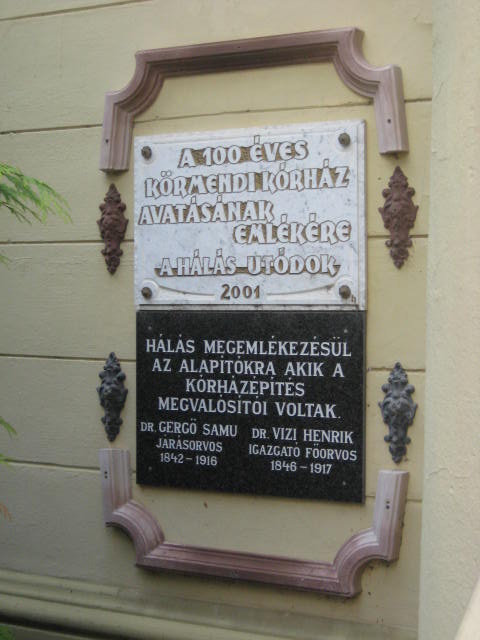 A 100 ÉVES
KÖRMENDI KÓRHÁZ
AVATÁSÁNAK
EMLÉKÉRE
A HÁLÁS UTÓDOK
2001
HÁLÁS MEGEMLÉKEZÉSÜL
AZ ALAPÍTÓKRA AKIK A
KÓRHÁZÉPÍTÉS
MEGVALÓSÍTÓI VOLTAK.
DR. GERGŐ SAMU
JÁRÁSORVOS
1842 - 1916
DR. VIZI HENRIK
IGAZGATÓ FŐORVOS
1846 - 1917